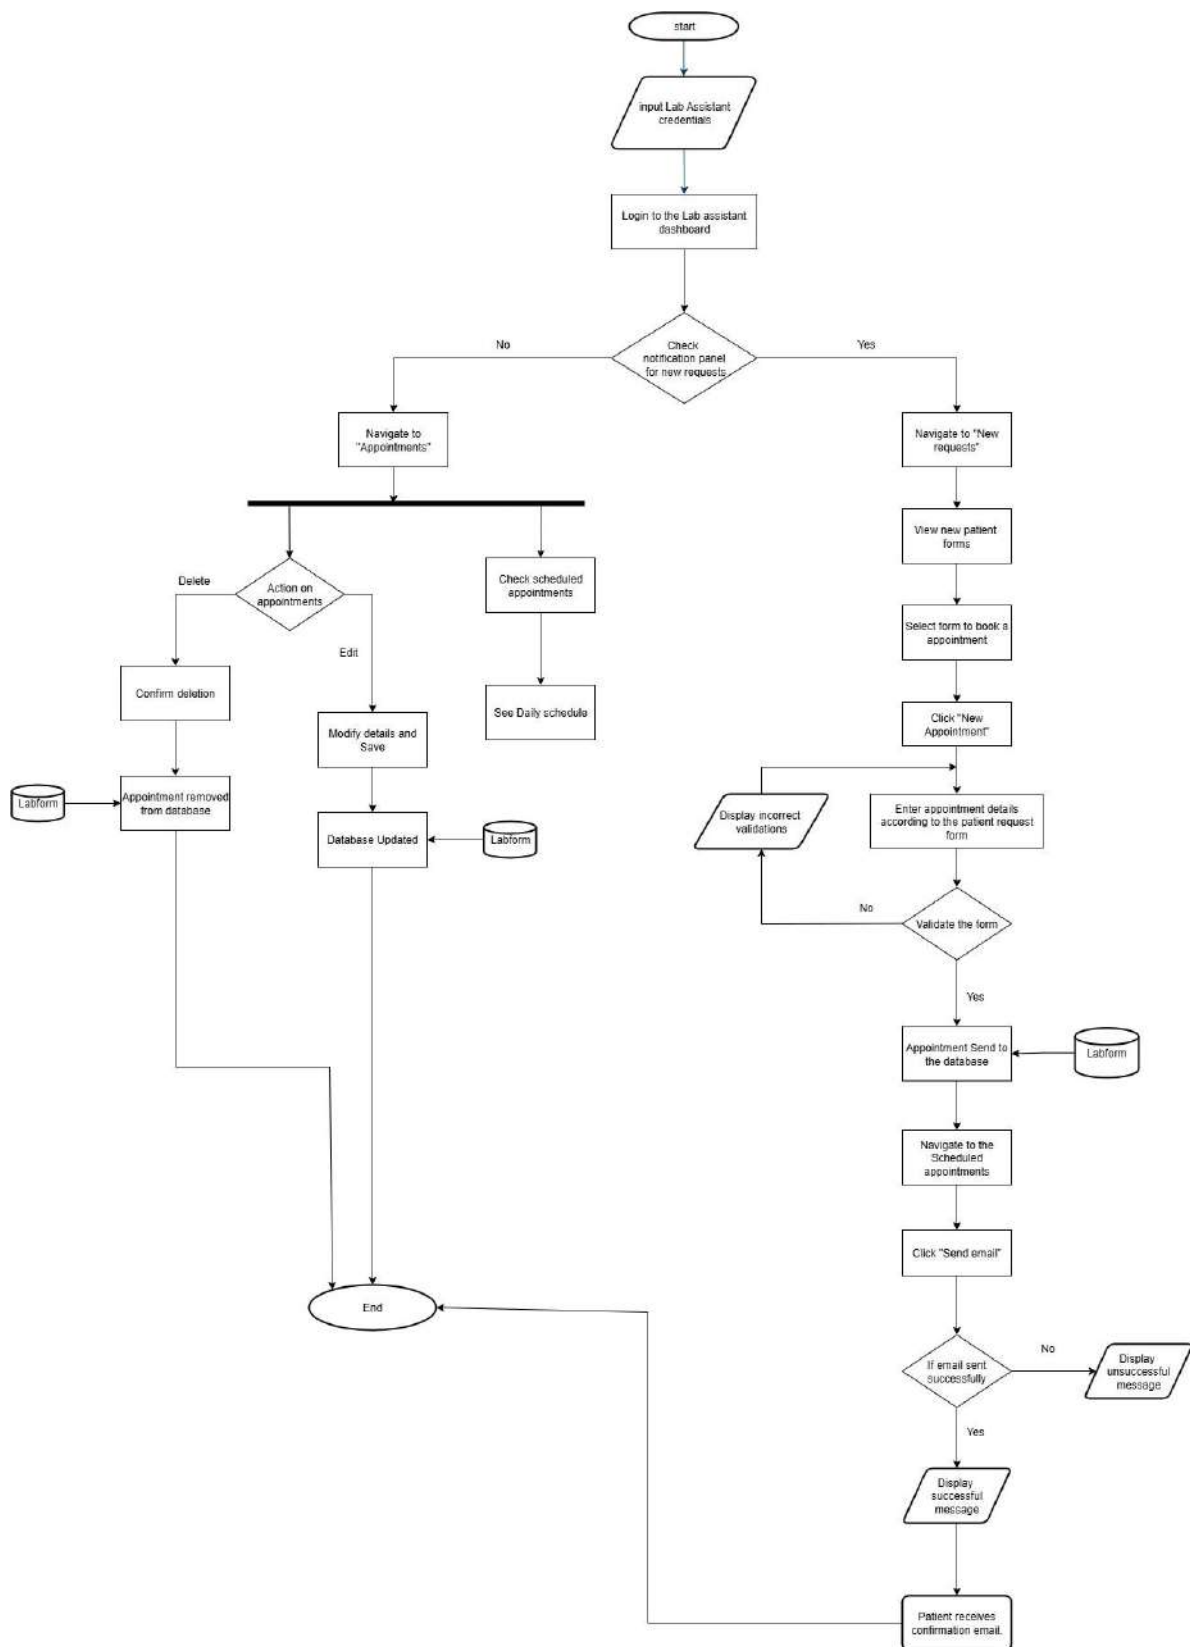 start
input Lab Assistant
credentials
Login to the Lab assistant
dashboard
Check
notification panel
for new requests
No
Yes
Navigate to
"Appointments"
Navigate to "New
requests"
View new patient
forms
Action on
appointments
Delete
Edit
Check scheduled
appointments
Select form to book a
appointment
Confirm deletion
See Daily schedule
Modify details and
Save
Click "New
Appointment"
Labform
Appointment removed
from database
Display incorrect
validations
Enter appointment details
according to the patient request
form
Database Updated
Labform
No
Validate the form
Yes
Appointment Send to
the database
Labform
Navigate to the
Scheduled
appointments
Click "Send email"
End
If email sent
successfully
No
Display
unsuccessful
message
Yes
Display
successful
message
Patient receives
confirmation email.